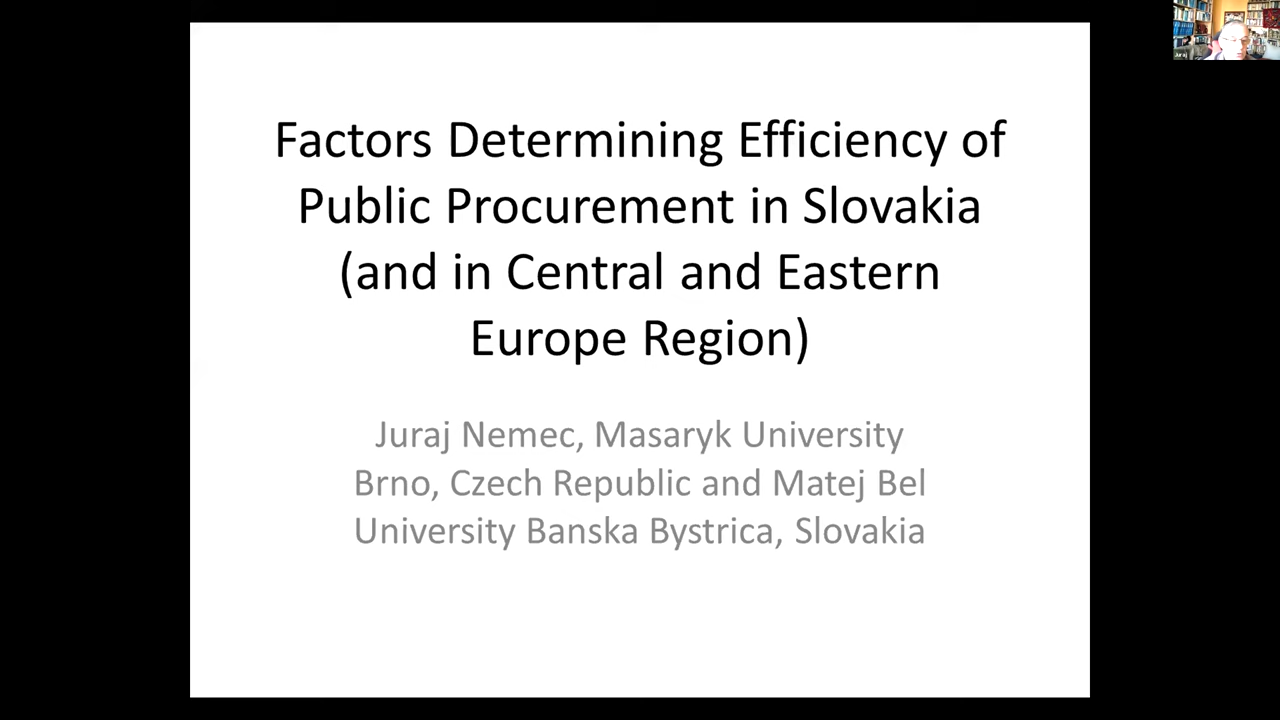 Factors Determining Efficiency of
Public Procurement in Slovakia
(and in Central and Eastern
Europe Region)
Juraj Nemec, Masaryk University
Brno, Czech Republic and Matej Bel
University Banska Bystrica, Slovakia
Juraj